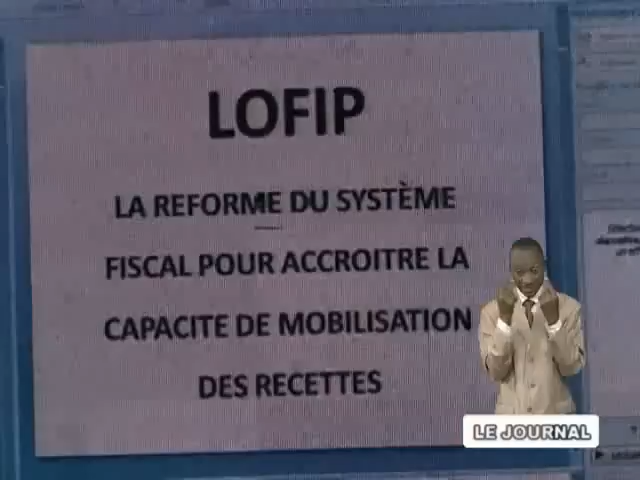 LOFIP
LA REFORME DU SYSTÈME
FISCAL POUR ACCROITRE LA
CAPACITE DE MOBILISATION
DES RECETTES
LE JOURNAL